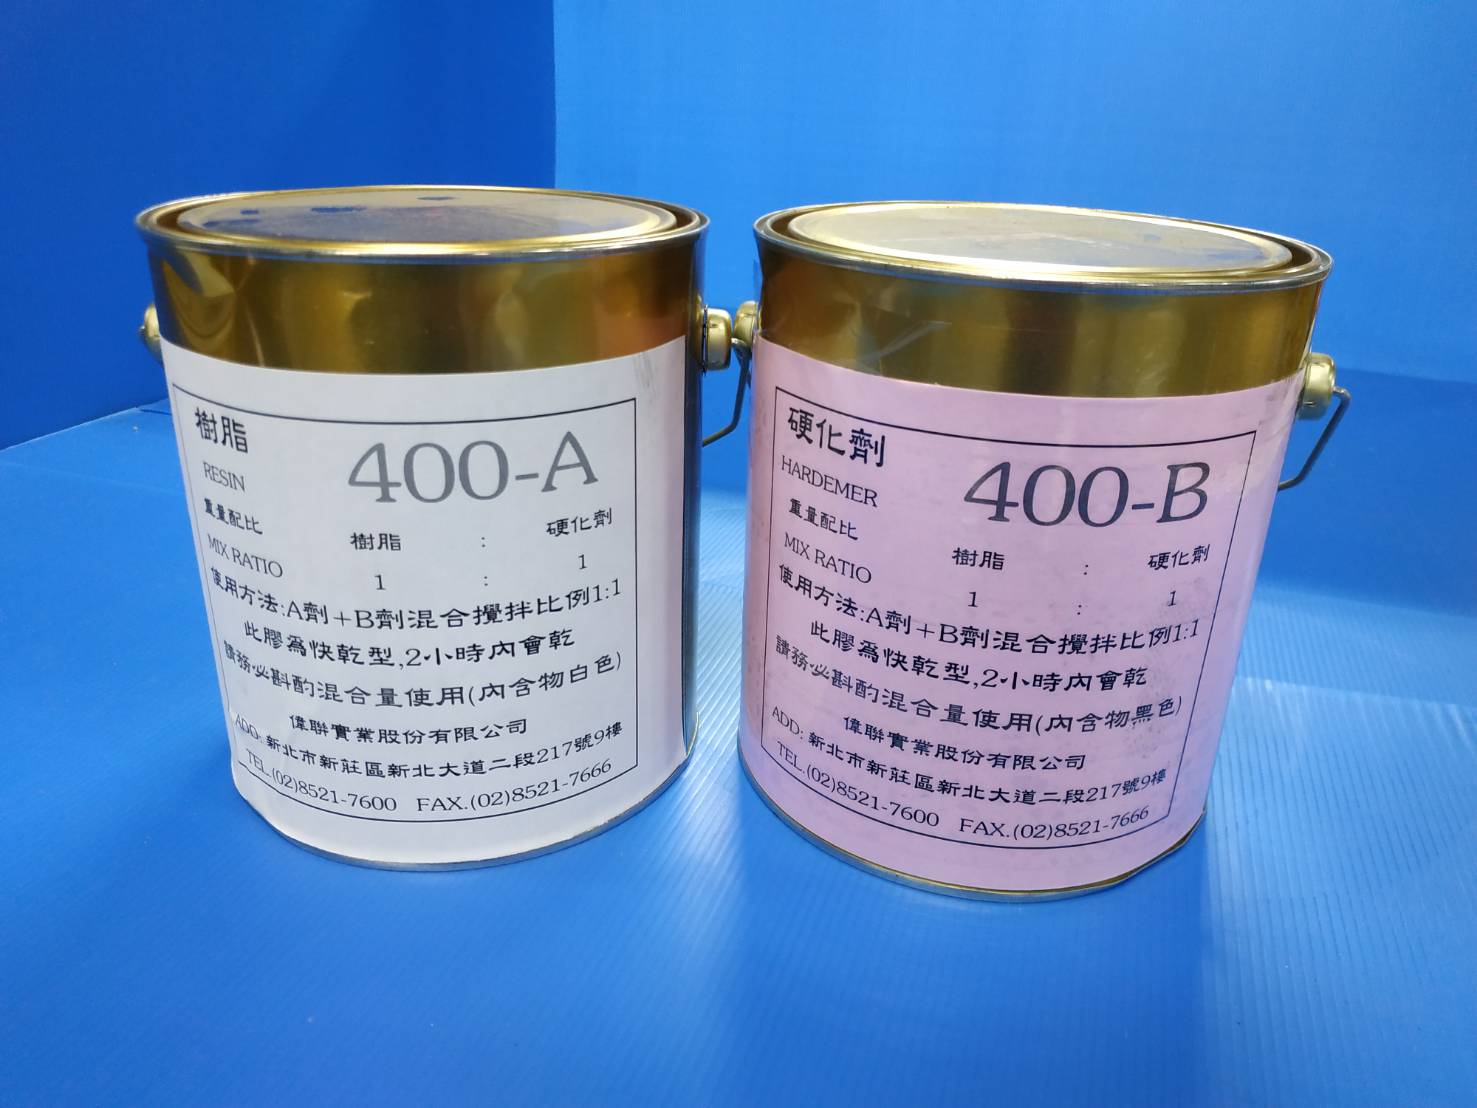 樹脂
RESIN
400-A
重量配比
MIX RATIO
樹脂 : 硬化劑
1 : 1
使用方法:A劑+B劑混合攪拌比例1:1
此膠為快乾型,2小時內會乾
請務必斟酌混合量使用(內含物白色)
偉聯實業股份有限公司
ADD: 新北市新莊區新北大道二段217號9樓
TEL.(02)8521-7600 FAX.(02)8521-7666
硬化劑
HARDEMER
400-B
重量配比
MIX RATIO
樹脂 : 硬化劑
1 : 1
使用方法:A劑+B劑混合攪拌比例1:1
此膠為快乾型,2小時內會乾
請務必斟酌混合量使用(內含物黑色)
偉聯實業股份有限公司
ADD: 新北市新莊區新北大道二段217號9樓
TEL.(02)8521-7600 FAX.(02)8521-7666